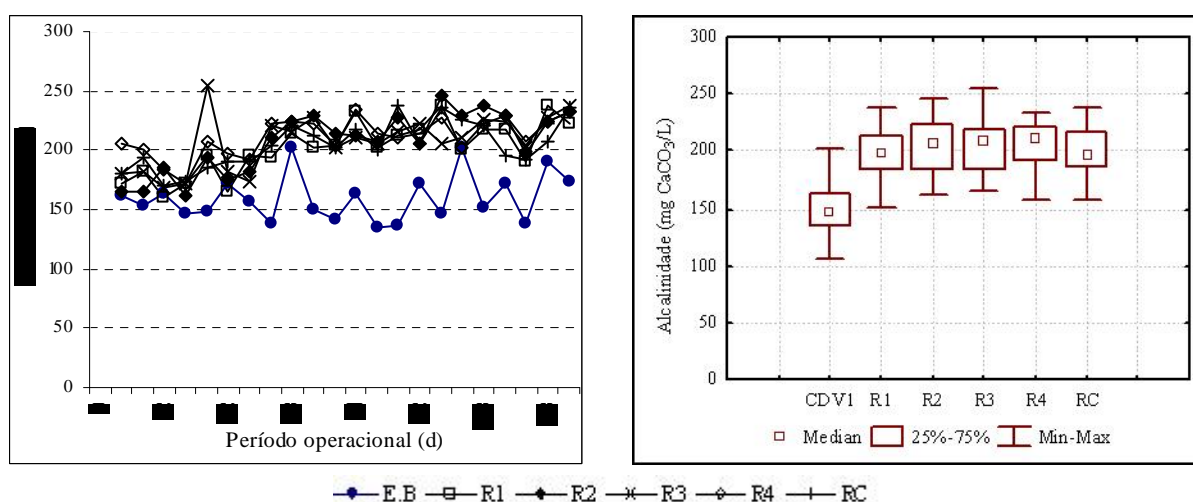 300
250
200
150
100
50
0
Período operacional (d)
300
250
200
150
100
50
0
Alcalinidade (mg CaCO₃/L)
CDV1 R1 R2 R3 R4 RC
Median 25%-75% Min-Max
E.B R1 R2 R3 R4 RC